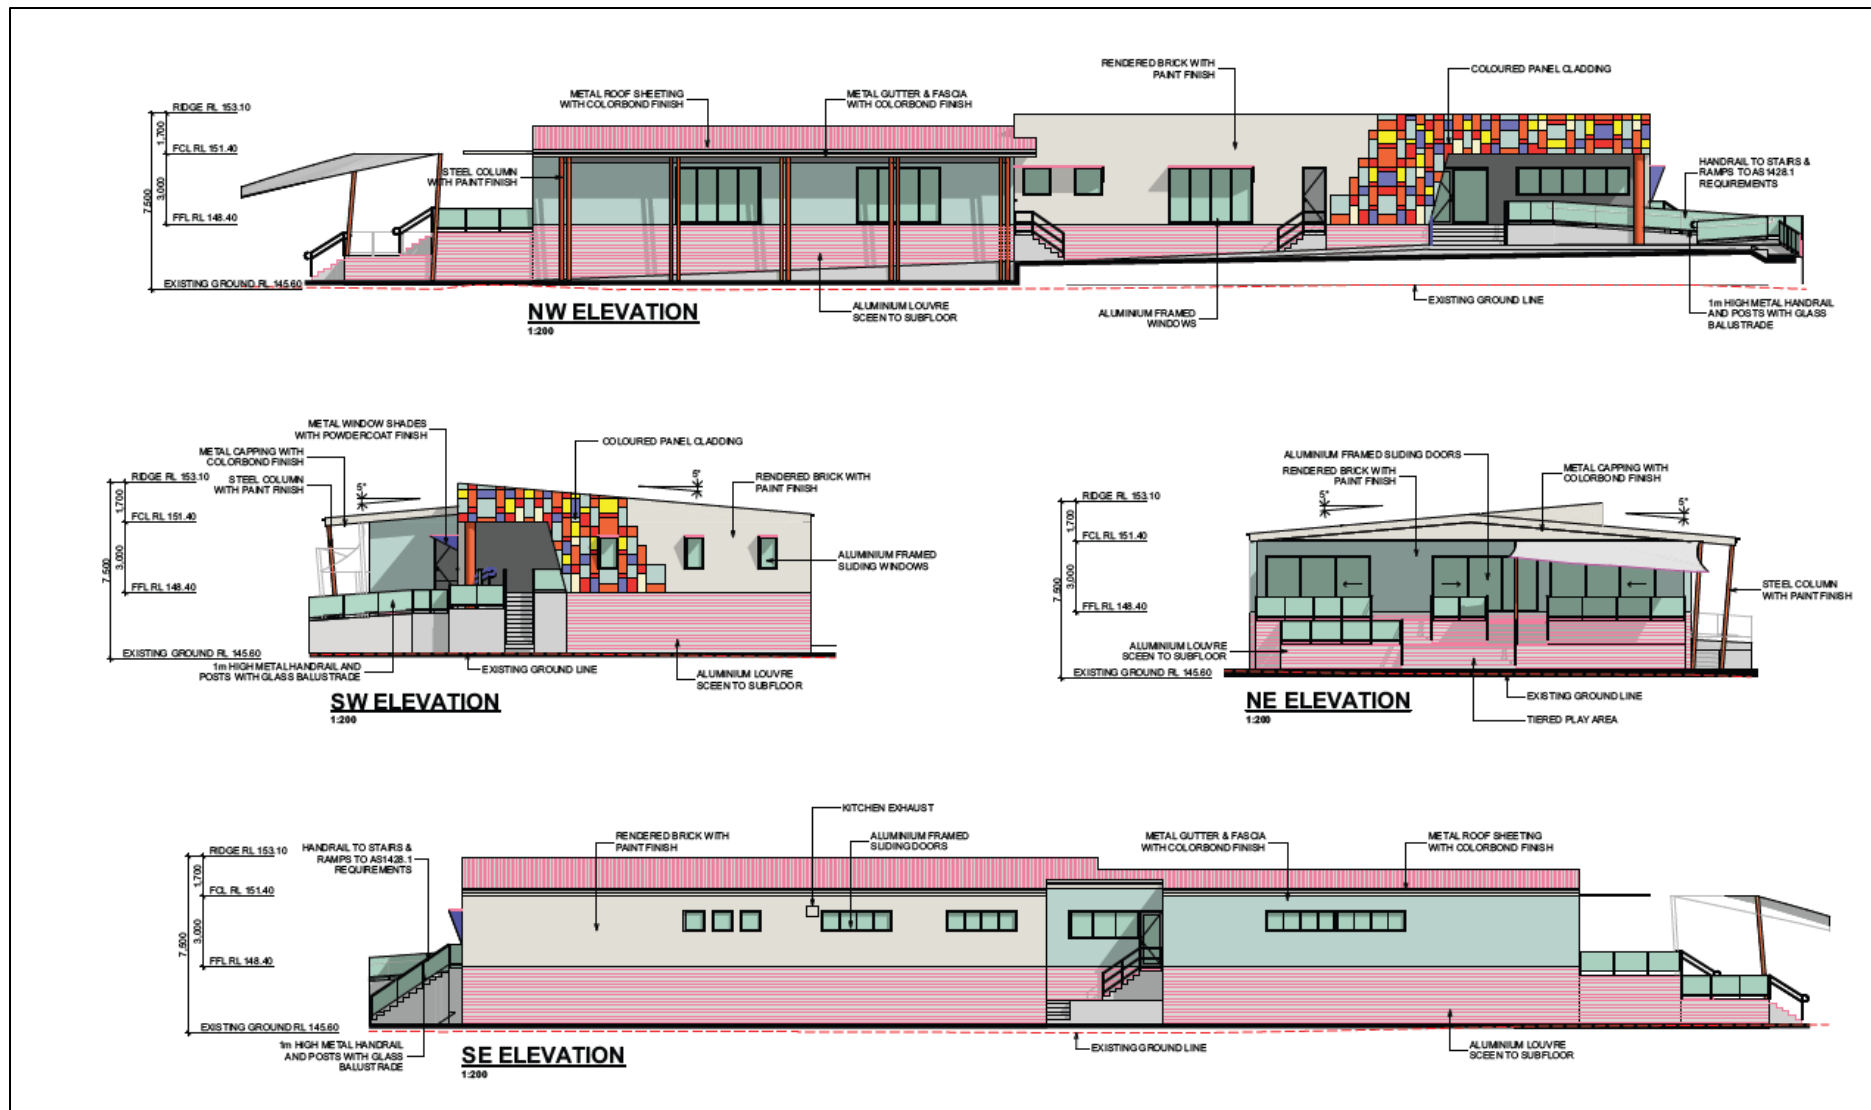 RENDERED BRICK WITH
PAINT FINISH
COLOURED PANEL CLADDING
METAL ROOF SHEETING
WITH COLORBOND FINISH
METAL GUTTER & FASCIA
WITH COLORBOND FINISH
RIDGE RL 153.10
1,700
FCL RL 151.40
7,500
3,000
STEEL COLUMN
WITH PAINT FINISH
FFL RL 148.40
HANDRAIL TO STAIRS &
RAMPS TO AS1428.1
REQUIREMENTS
EXISTING GROUND RL 145.60
NW ELEVATION
1:200
ALUMINIUM LOUVRE
SCEEN TO SUBFLOOR
ALUMINIUM FRAMED
WINDOWS
EXISTING GROUND LINE
1m HIGH METAL HANDRAIL
AND POSTS WITH GLASS
BALUSTRADE
METAL WINDOW SHADES
WITH POWDERCOAT FINISH
METAL CAPPING WITH
COLORBOND FINISH
STEEL COLUMN
WITH PAINT FINISH
COLOURED PANEL CLADDING
RENDERED BRICK WITH
PAINT FINISH
RIDGE RL 153.10
1,700
5°
5°
FCL RL 151.40
7,500
3,000
ALUMINIUM FRAMED
SLIDING WINDOWS
FFL RL 148.40
EXISTING GROUND RL 145.60
1m HIGH METAL HANDRAIL AND
POSTS WITH GLASS BALUSTRADE
EXISTING GROUND LINE
ALUMINIUM LOUVRE
SCEEN TO SUBFLOOR
SW ELEVATION
1:200
ALUMINIUM FRAMED SLIDING DOORS
RENDERED BRICK WITH
PAINT FINISH
METAL CAPPING WITH
COLORBOND FINISH
RIDGE RL 153.10
1,700
5°
5°
FCL RL 151.40
7,500
3,000
STEEL COLUMN
WITH PAINT FINISH
FFL RL 148.40
ALUMINIUM LOUVRE
SCEEN TO SUBFLOOR
EXISTING GROUND RL 145.60
NE ELEVATION
1:200
EXISTING GROUND LINE
TIERED PLAY AREA
KITCHEN EXHAUST
HANDRAIL TO STAIRS &
RAMPS TO AS1428.1
REQUIREMENTS
RENDERED BRICK WITH
PAINT FINISH
ALUMINIUM FRAMED
SLIDING DOORS
METAL GUTTER & FASCIA
WITH COLORBOND FINISH
METAL ROOF SHEETING
WITH COLORBOND FINISH
RIDGE RL 153.10
1,700
FCL RL 151.40
7,500
3,000
FFL RL 148.40
EXISTING GROUND RL 145.60
1m HIGH METAL HANDRAIL
AND POSTS WITH GLASS
BALUSTRADE
SE ELEVATION
1:200
EXISTING GROUND LINE
ALUMINIUM LOUVRE
SCEEN TO SUBFLOOR